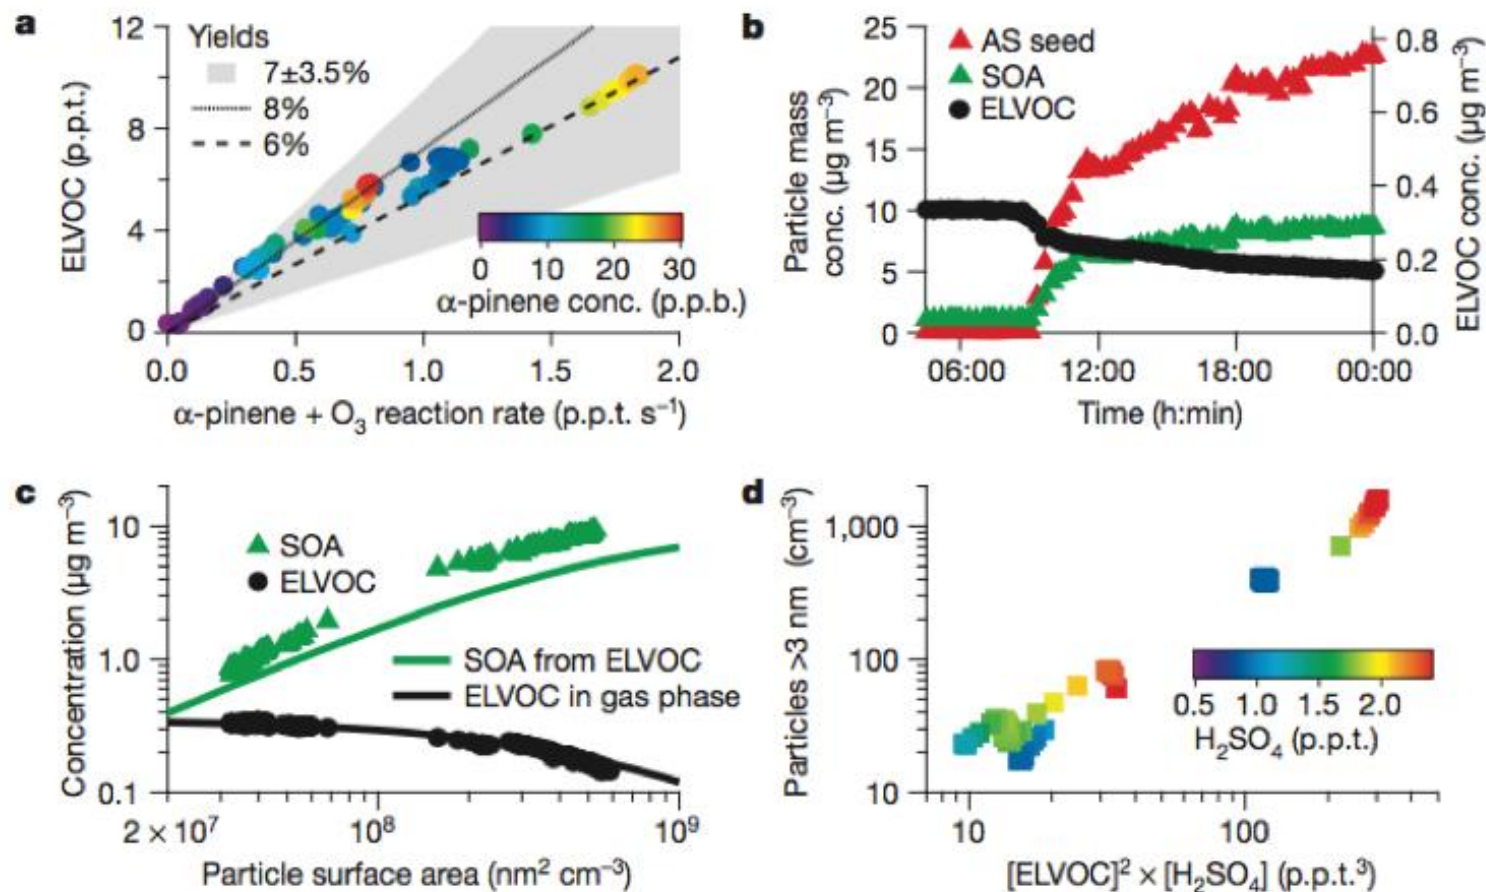 a
ELVOC (p.p.t.)
12
8
4
0
Yields
7±3.5%
8%
6%
0 10 20 30
α-pinene conc. (p.p.b.)
0.0 0.5 1.0 1.5 2.0
α-pinene + O₃ reaction rate (p.p.t. s⁻¹)
b
Particle mass
conc. (µg m⁻³)
25
20
15
10
5
0
AS seed
SOA
ELVOC
0.8
0.6
0.4
0.2
0.0
ELVOC conc. (µg m⁻³)
06:00 12:00 18:00 00:00
Time (h:min)
c
Concentration (µg m⁻³)
10
1.0
0.1
SOA
ELVOC
SOA from ELVOC
ELVOC in gas phase
2 × 10⁷ 10⁸ 10⁹
Particle surface area (nm² cm⁻³)
d
Particles >3 nm (cm⁻³)
1,000
100
10
0.5 1.0 1.5 2.0
H₂SO₄ (p.p.t.)
10 100
[ELVOC]² × [H₂SO₄] (p.p.t.³)